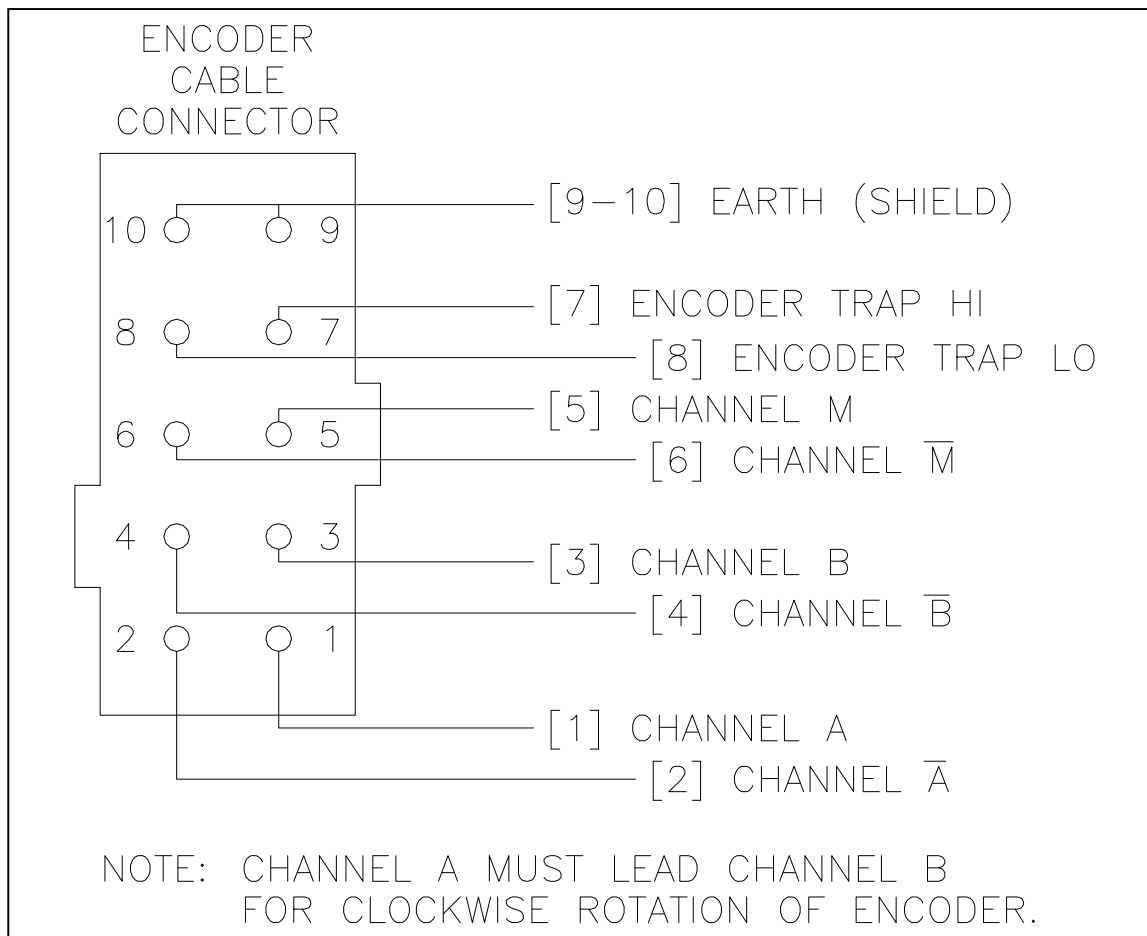 ENCODER
CABLE
CONNECTOR
10 9 [9-10] EARTH (SHIELD)
[7] ENCODER TRAP HI
8 7
[8] ENCODER TRAP LO
[5] CHANNEL M
6 5
[6] CHANNEL M̅
4 3
[3] CHANNEL B
[4] CHANNEL B̅
2 1
[1] CHANNEL A
[2] CHANNEL A̅
NOTE: CHANNEL A MUST LEAD CHANNEL B
FOR CLOCKWISE ROTATION OF ENCODER.